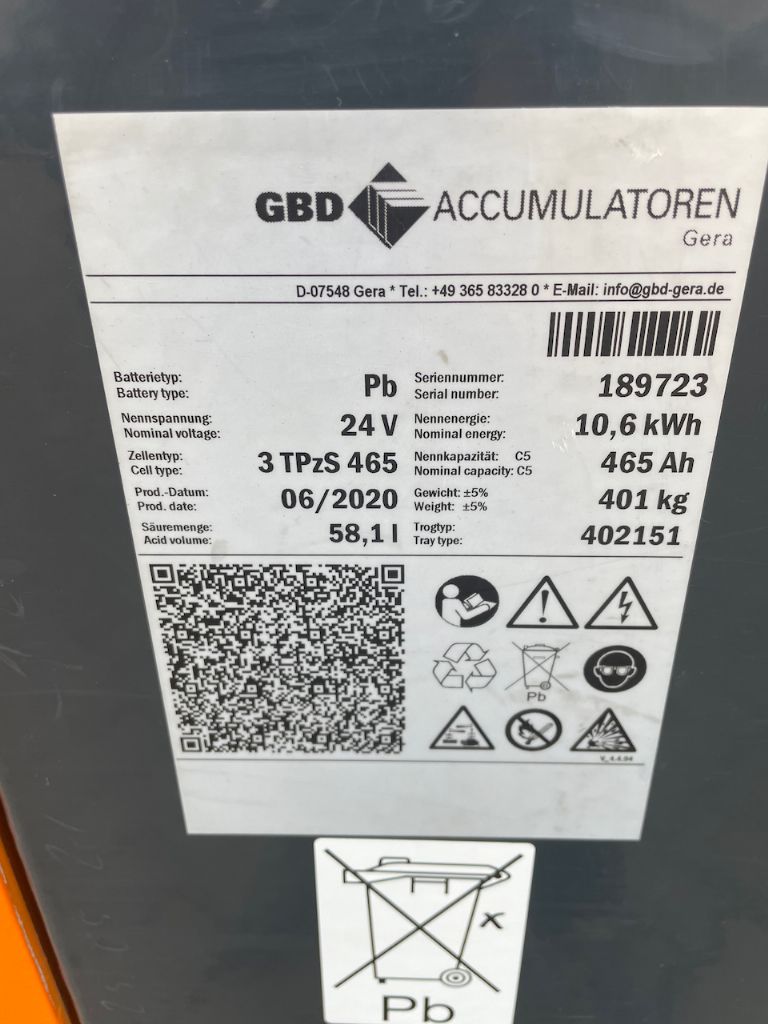 GBD ACCUMULATOREN
Gera
D-07548 Gera * Tel.: +49 365 83328 0 * E-Mail: info@gbd-gera.de
Batterietyp:
Battery type:
Pb
Seriennummer:
Serial number:
189723
Nennspannung:
Nominal voltage:
24 V
Nennenergie:
Nominal energy:
10,6 kWh
Zellentyp:
Cell type:
3 TPzS 465
Nennkapazität: C5
Nominal capacity: C5
465 Ah
Prod.-Datum:
Prod. date:
06/2020
Gewicht: ±5%
Weight: ±5%
401 kg
Säuremenge:
Acid volume:
58,1 l
Trogtyp:
Tray type:
402151
Pb
V_4.4.04
Pb